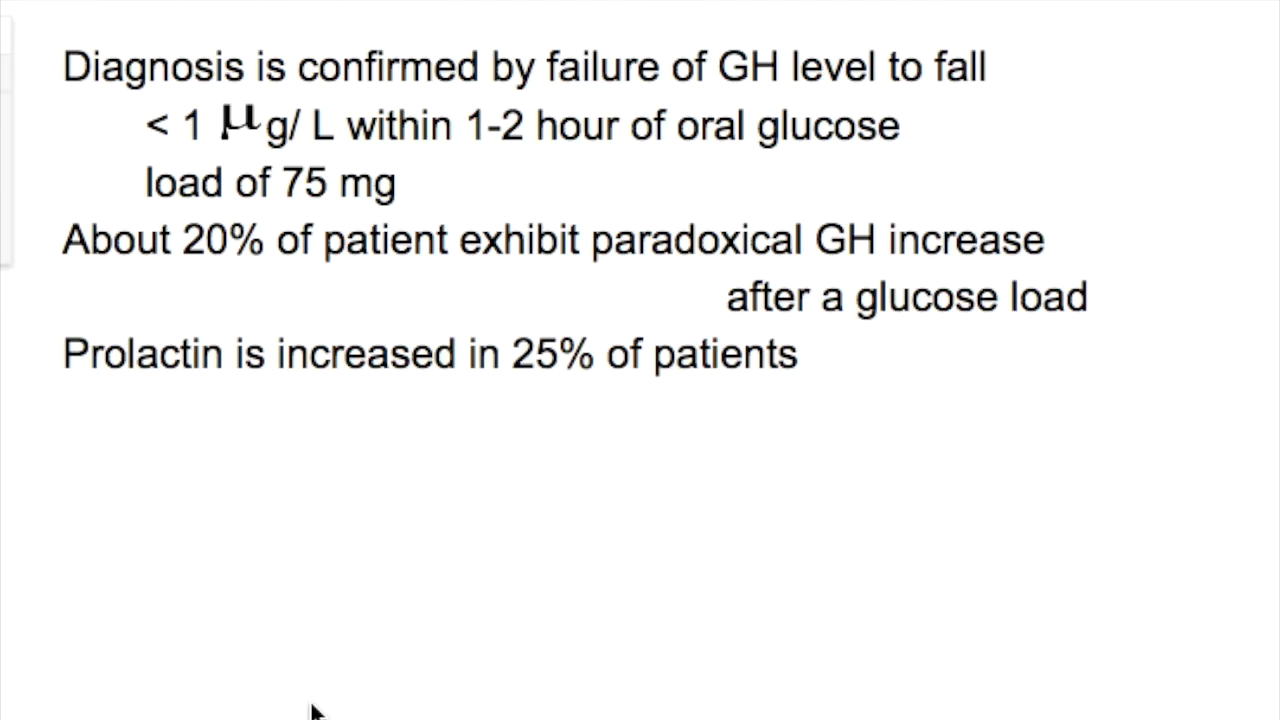 Diagnosis is confirmed by failure of GH level to fall
< 1 μg/ L within 1-2 hour of oral glucose
load of 75 mg
About 20% of patient exhibit paradoxical GH increase
after a glucose load
Prolactin is increased in 25% of patients